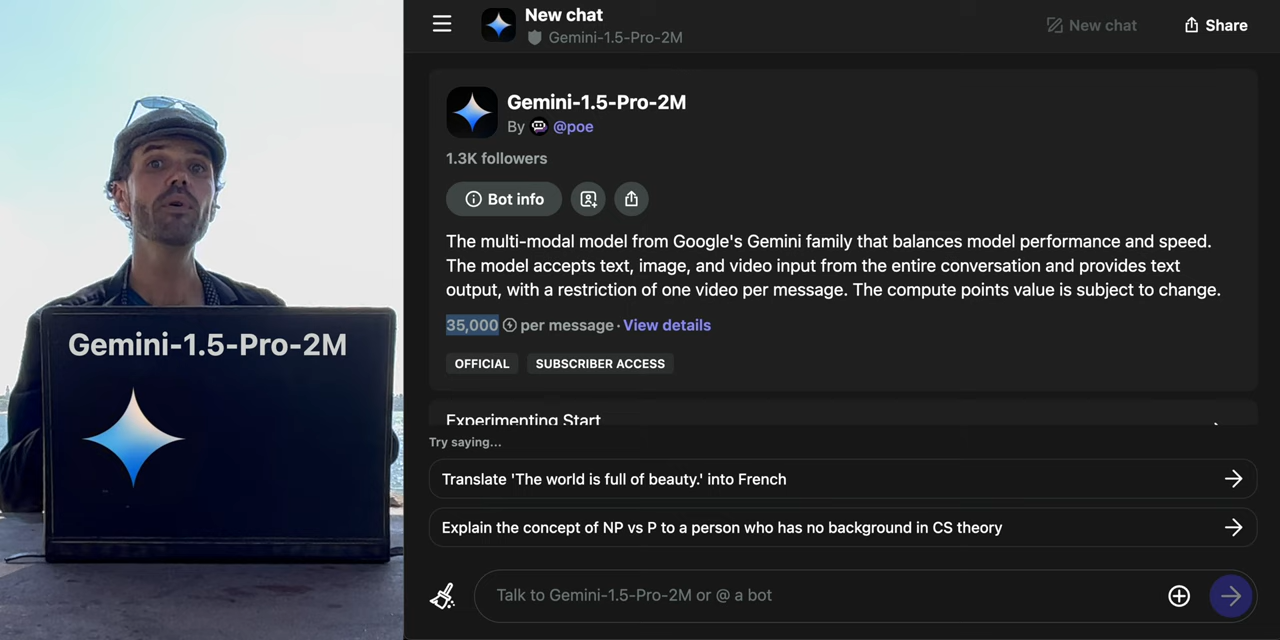 Gemini-1.5-Pro-2M
New chat
Gemini-1.5-Pro-2M
New chat
Share
Gemini-1.5-Pro-2M
By @poe
1.3K followers
Bot info
The multi-modal model from Google's Gemini family that balances model performance and speed.
The model accepts text, image, and video input from the entire conversation and provides text
output, with a restriction of one video per message. The compute points value is subject to change.
35,000 per message · View details
OFFICIAL SUBSCRIBER ACCESS
Experimenting Start
Try saying...
Translate 'The world is full of beauty.' into French
Explain the concept of NP vs P to a person who has no background in CS theory
Talk to Gemini-1.5-Pro-2M or @ a bot